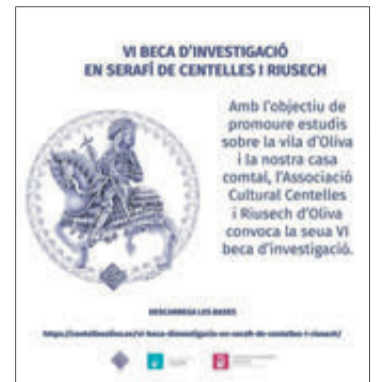 VI BECA D'INVESTIGACIÓ
EN SERAFÍ DE CENTELLES I RIUSECH
Amb l'objectiu de
promoure estudis
sobre la vila d'Oliva
i la nostra casa
comtal, l'Associació
Cultural Centelles
i Riusech d'Oliva
convoca la seua VI
beca d'investigació.
DESCARREGA LES BASES